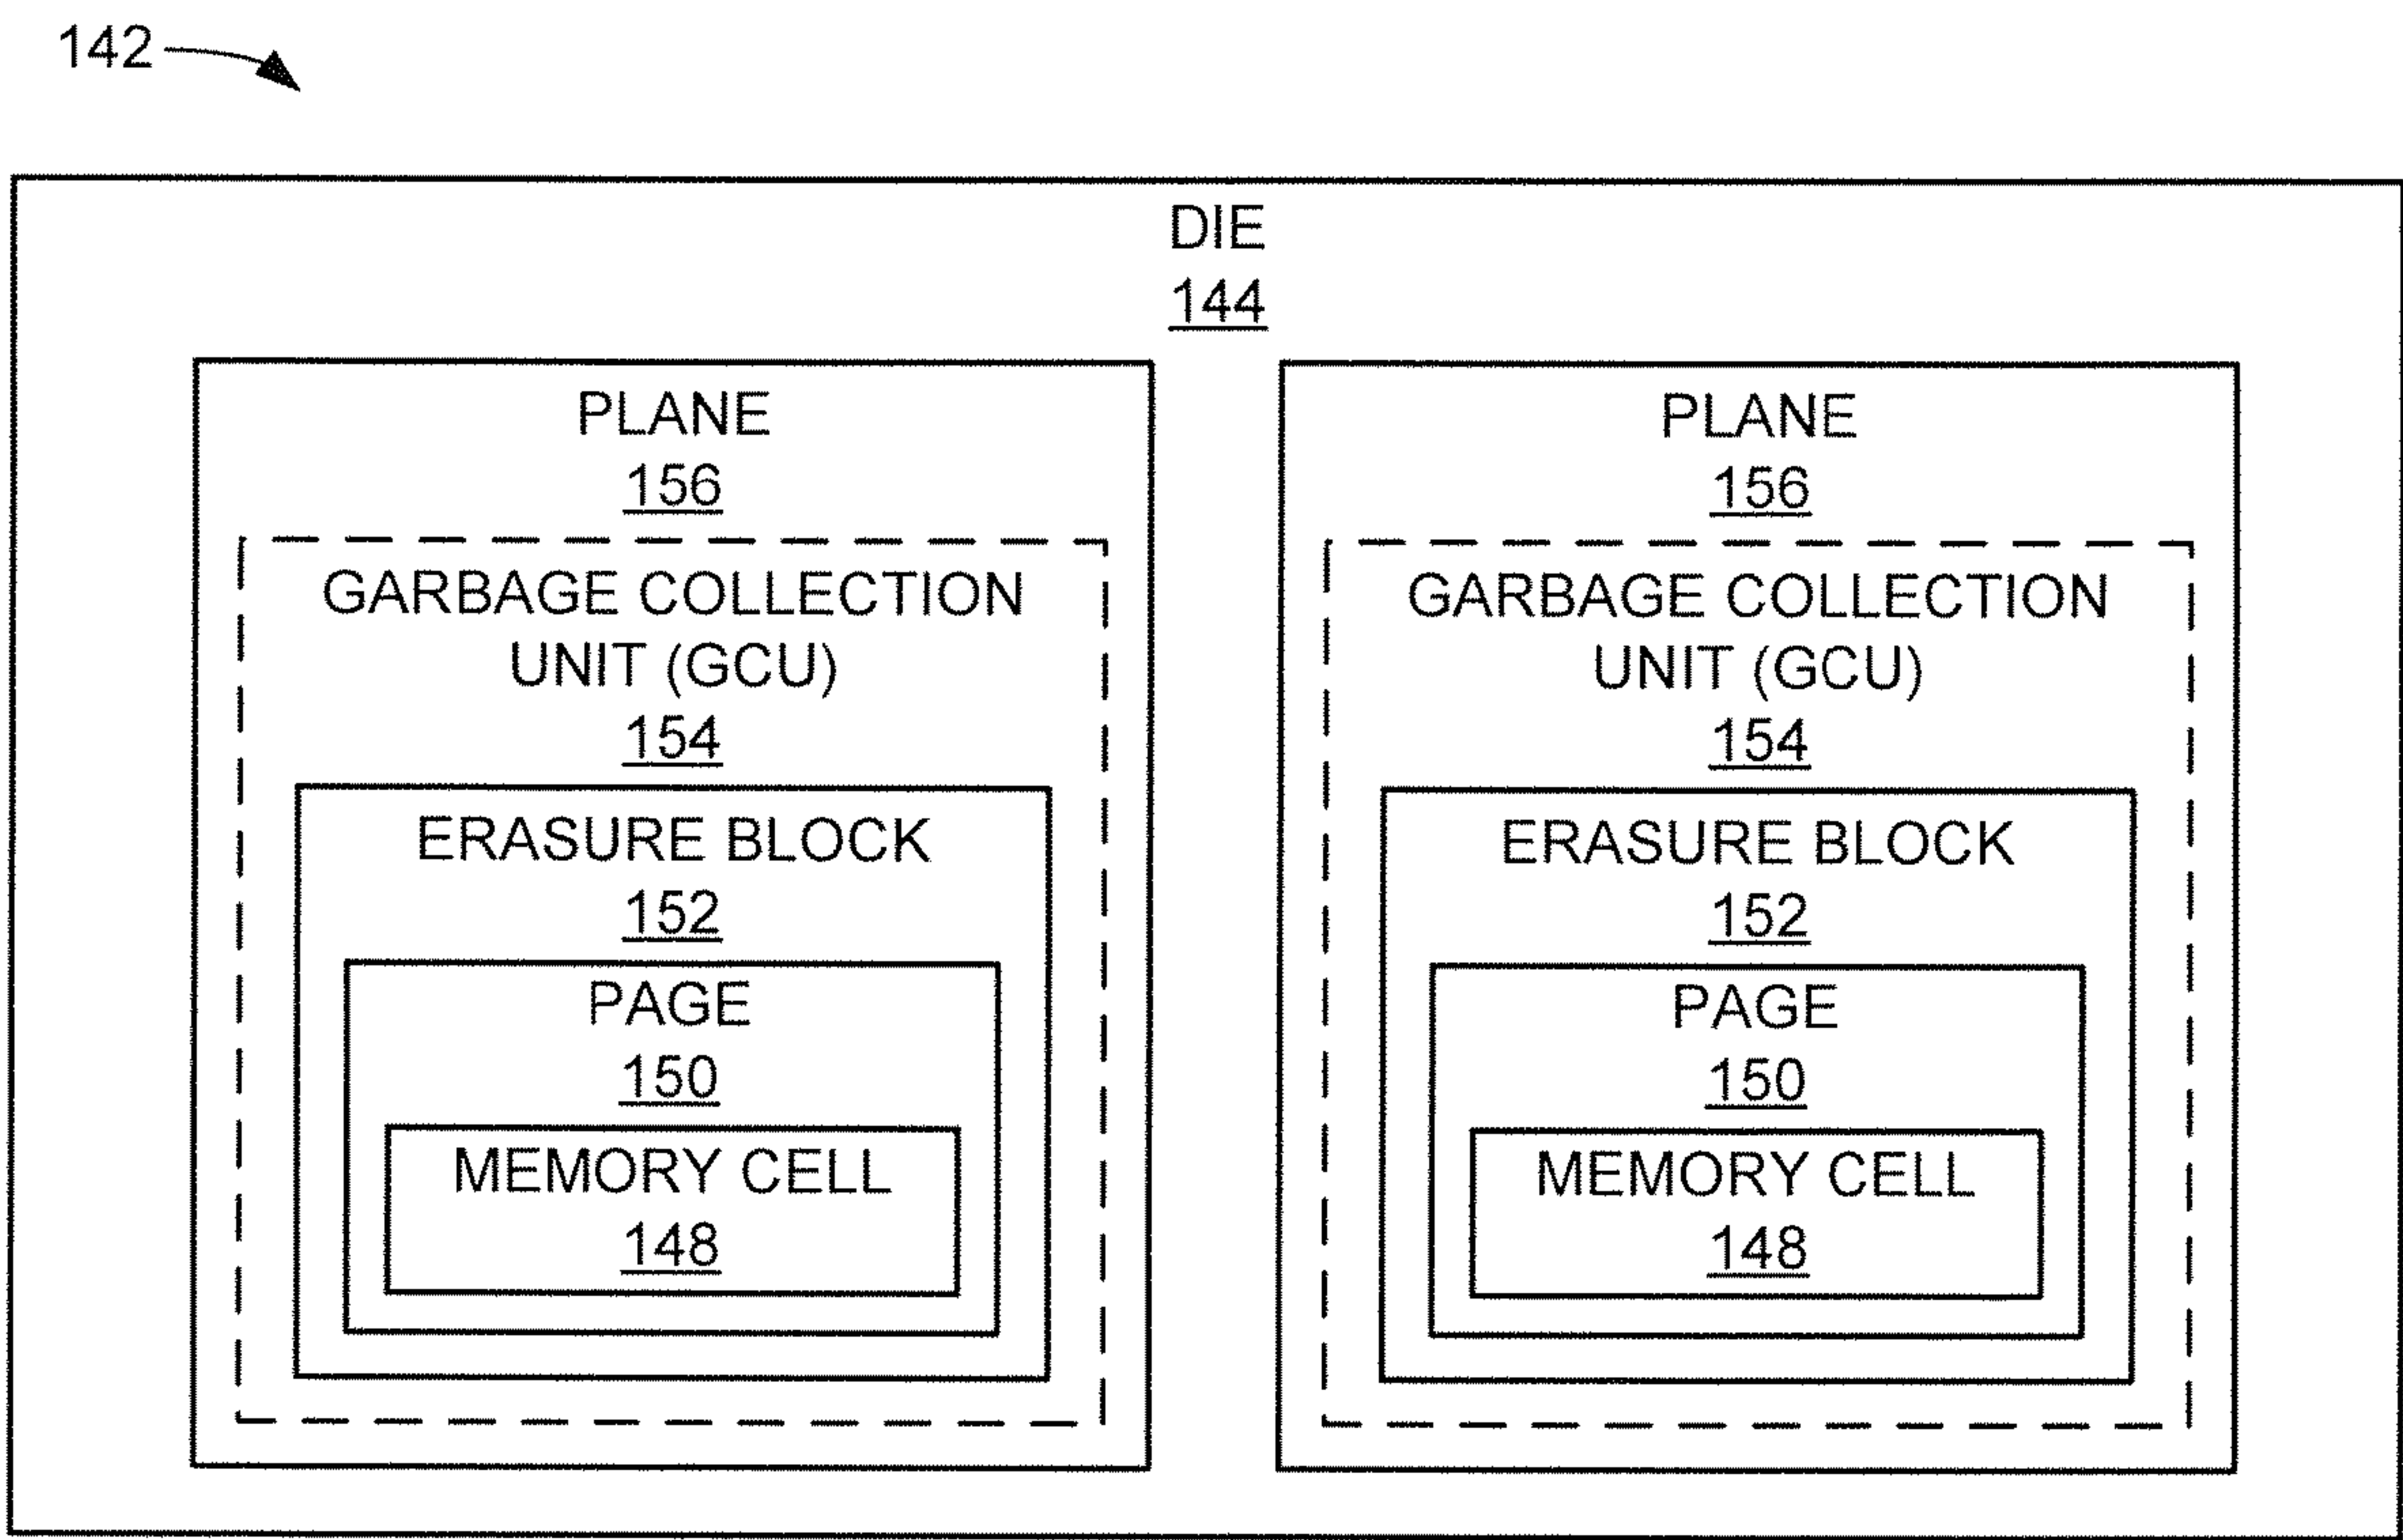 142
DIE
144
PLANE
156
GARBAGE COLLECTION
UNIT (GCU)
154
ERASURE BLOCK
152
PAGE
150
MEMORY CELL
148
PLANE
156
GARBAGE COLLECTION
UNIT (GCU)
154
ERASURE BLOCK
152
PAGE
150
MEMORY CELL
148